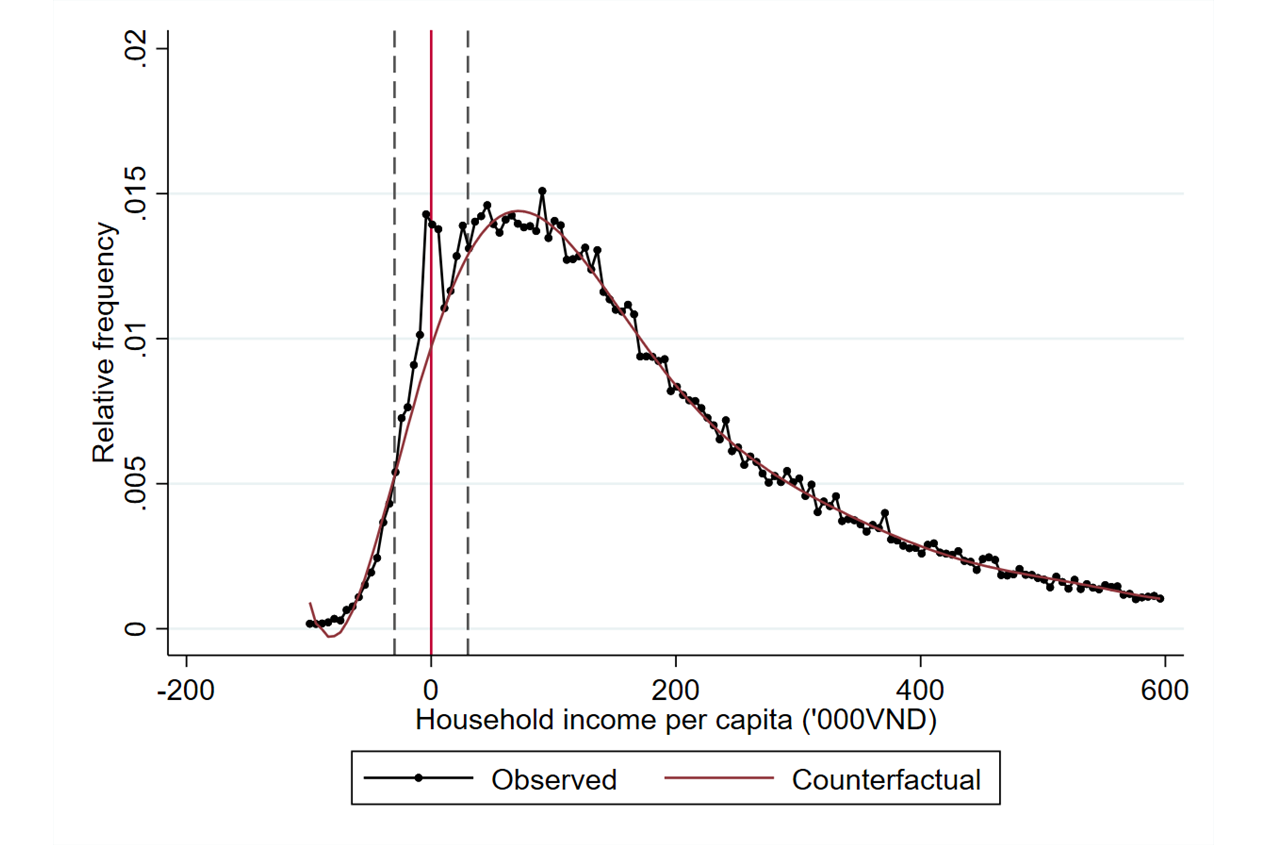 .02
.015
.01
.005
0
Relative frequency
-200 0 200 400 600
Household income per capita ('000VND)
Observed Counterfactual